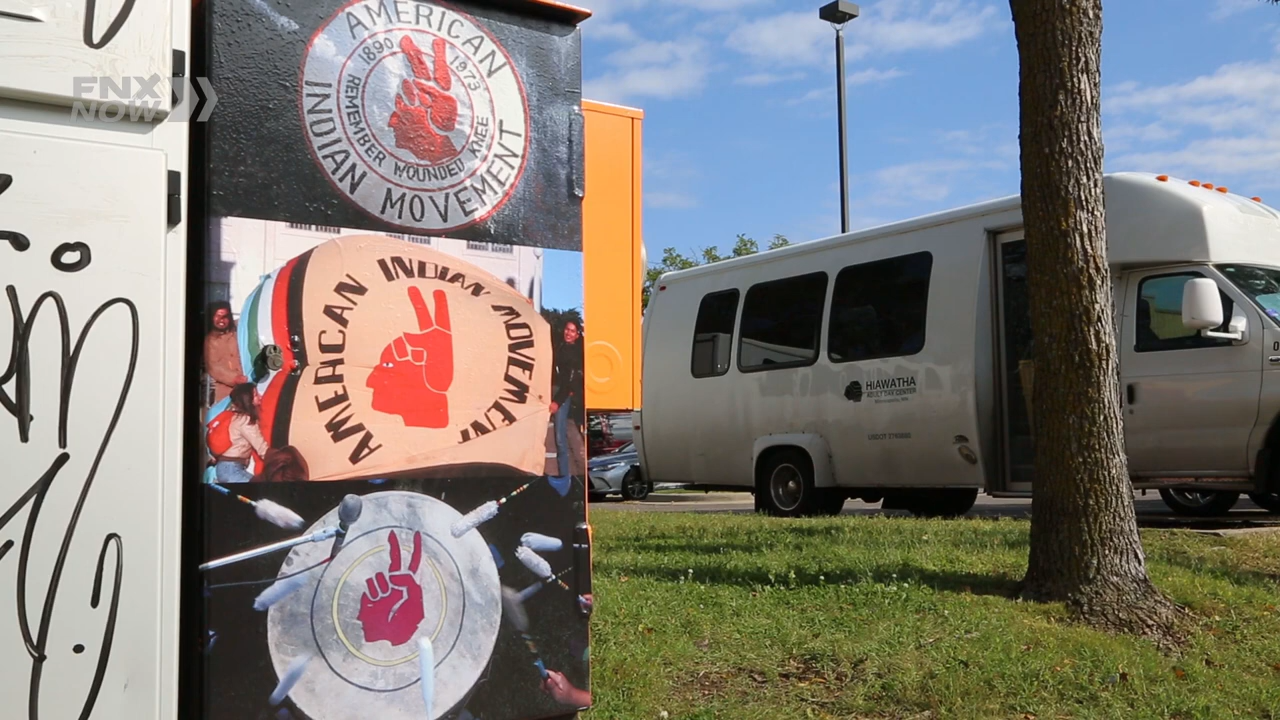 FNX
NOW
AMERICAN
INDIAN MOVEMENT
1890 1973
REMEMBER WOUNDED KNEE
AMERICAN INDIAN MOVEMENT
HIAWATHA